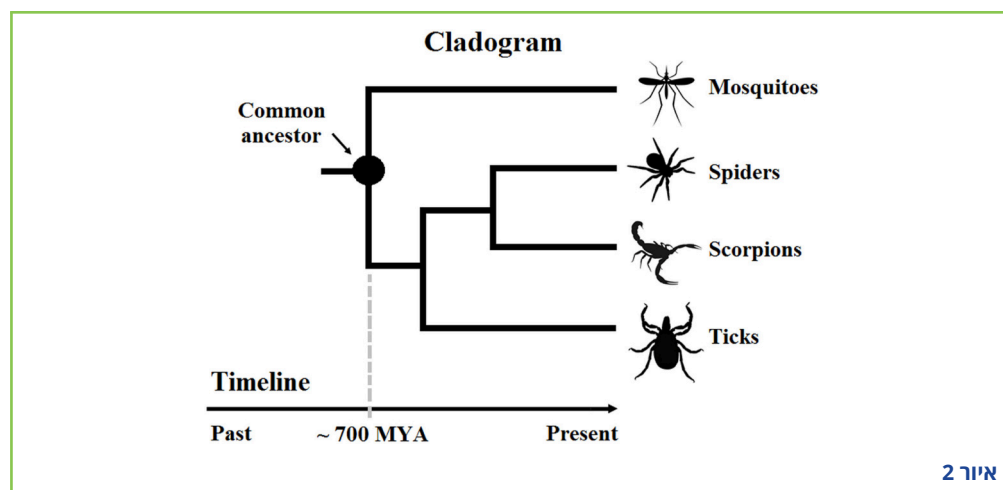 Cladogram
Common
ancestor
Mosquitoes
Spiders
Scorpions
Ticks
Timeline
Past
~ 700 MYA
Present
איור 2